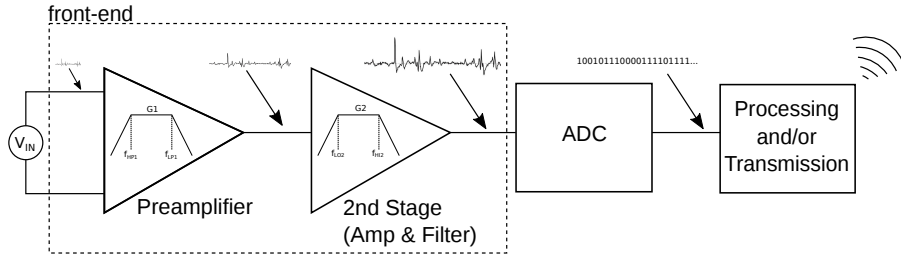 front-end
100101110000111101111...
G1
G2
V_IN
f_HP1
f_LP1
f_LO2
f_HI2
ADC
Processing
and/or
Transmission
Preamplifier
2nd Stage
(Amp & Filter)